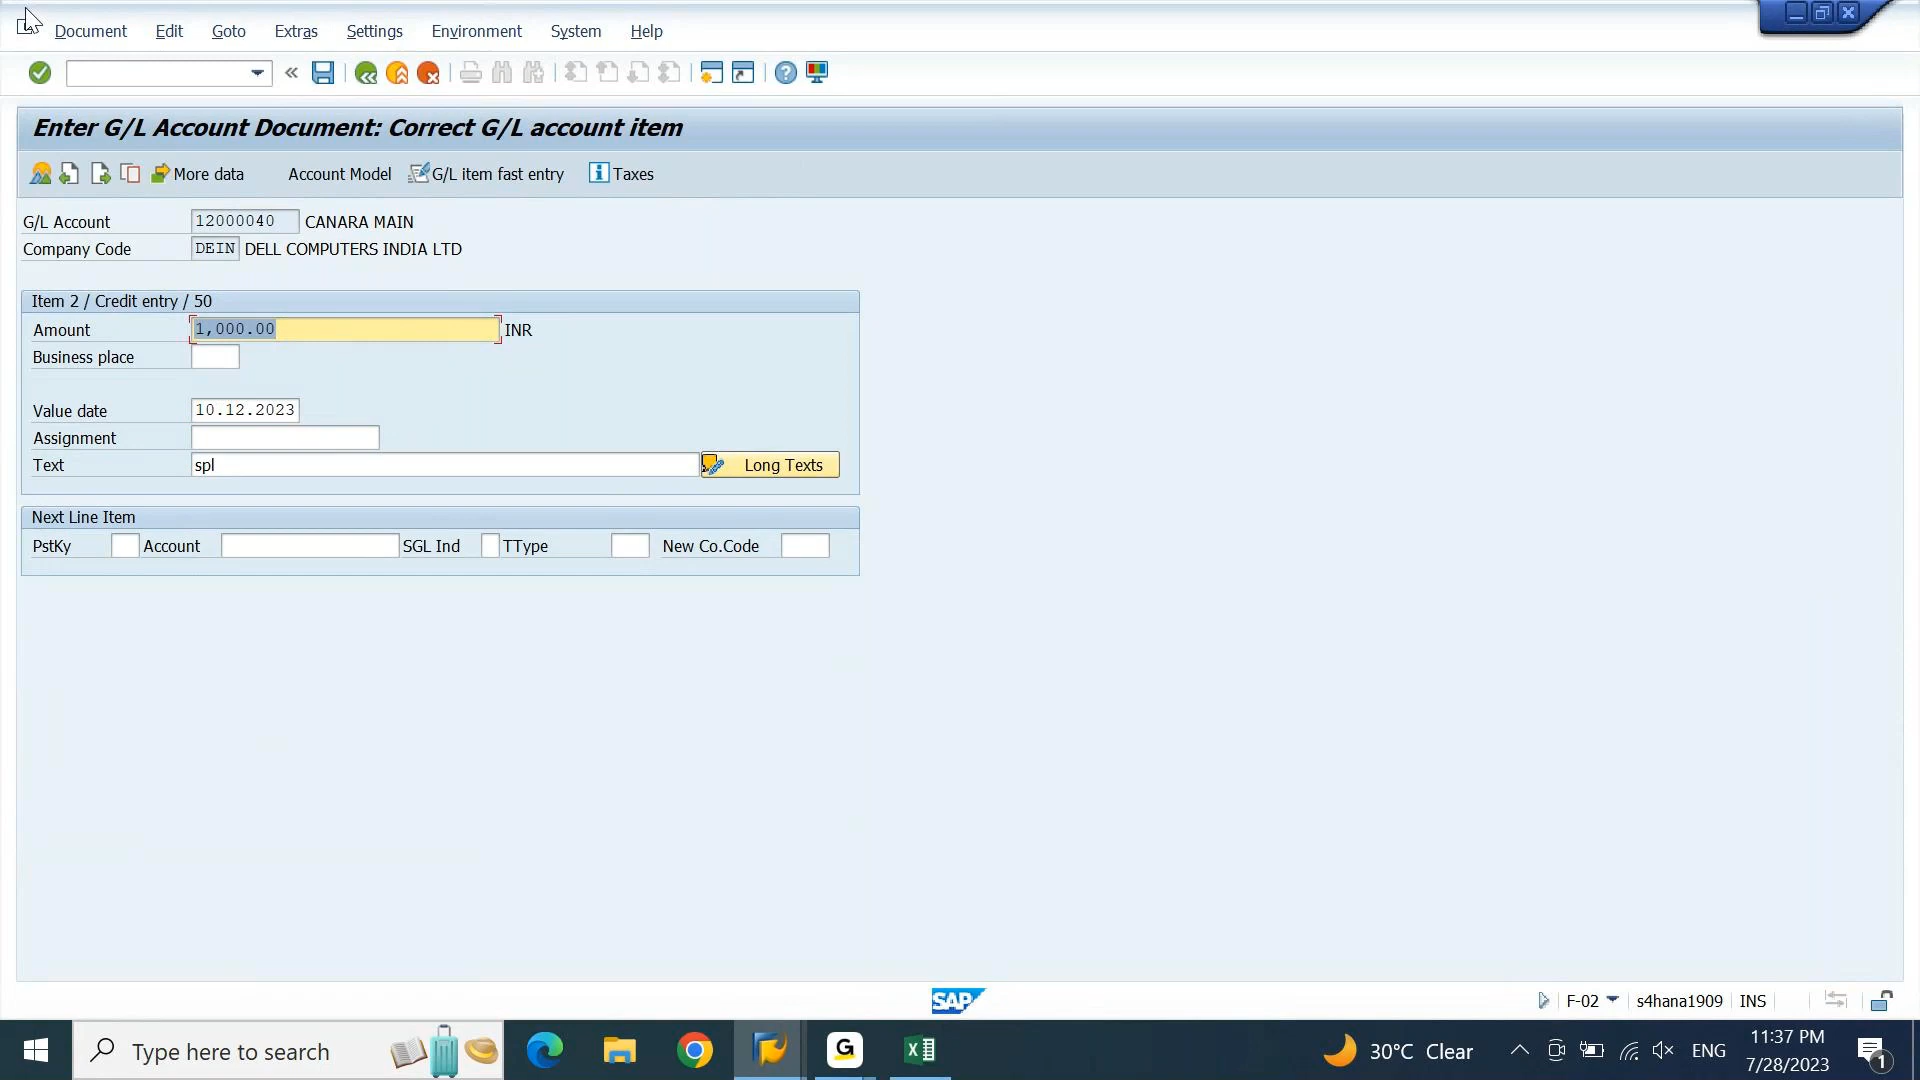 Document Edit Goto Extras Settings Environment System Help
Enter G/L Account Document: Correct G/L account item
More data Account Model G/L item fast entry Taxes
G/L Account 12000040 CANARA MAIN
Company Code DEIN DELL COMPUTERS INDIA LTD
Item 2 / Credit entry / 50
Amount 1,000.00 INR
Business place
Value date 10.12.2023
Assignment
Text spl Long Texts
Next Line Item
PstKy Account SGL Ind TType New Co.Code
SAP F-02 s4hana1909 INS
Type here to search G 30°C Clear ENG 11:37 PM
7/28/2023 1